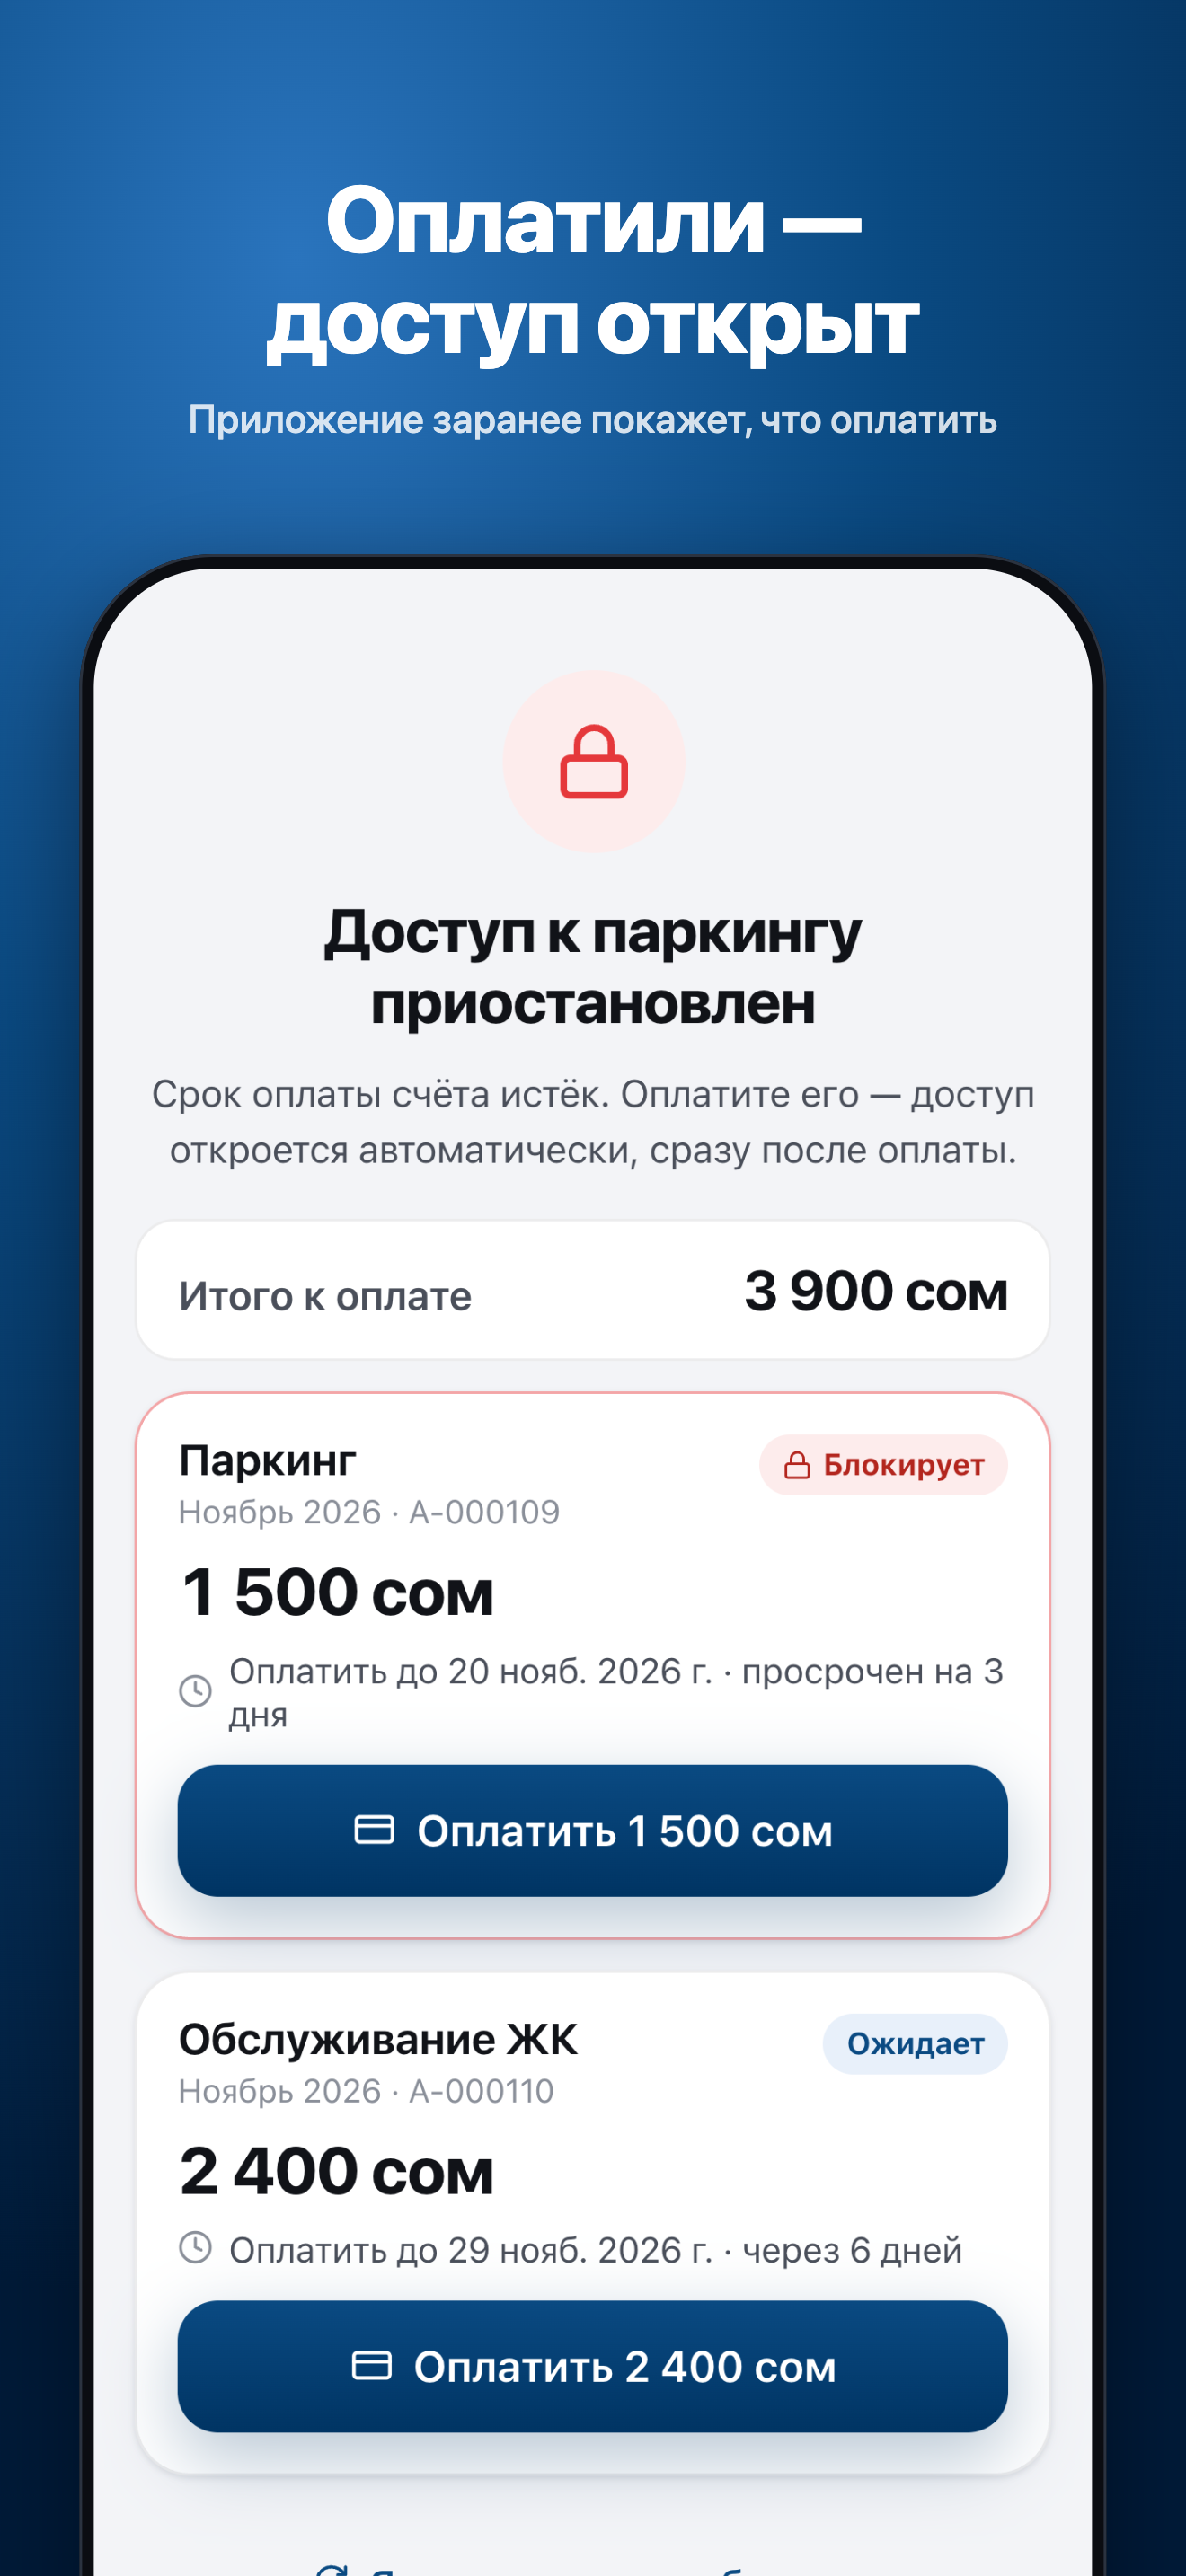 Оплатили —
доступ открыт
Приложение заранее покажет, что оплатить
Доступ к паркингу
приостановлен
Срок оплаты счёта истёк. Оплатите его — доступ
откроется автоматически, сразу после оплаты.
Итого к оплате
3 900 сом
Паркинг
Блокирует
Ноябрь 2026 · A-000109
1 500 сом
Оплатить до 20 нояб. 2026 г. · просрочен на 3
дня
Оплатить 1 500 сом
Обслуживание ЖК
Ожидает
Ноябрь 2026 · A-000110
2 400 сом
Оплатить до 29 нояб. 2026 г. · через 6 дней
Оплатить 2 400 сом